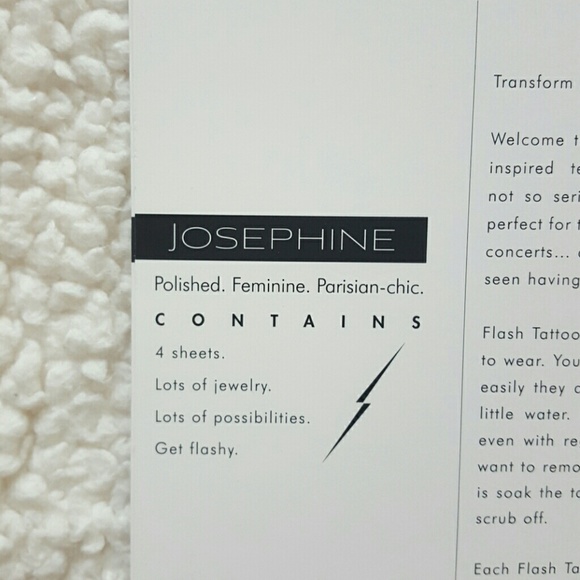 JOSEPHINE
Polished. Feminine. Parisian-chic.
CONTAINS
4 sheets.
Lots of jewelry.
Lots of possibilities.
Get flashy.
Transform
Welcome
inspired
not so
perfect for
concerts...
seen having
Flash Tattoo
to wear. You
easily they
little water.
even with
want to
is soak the
scrub off.
Each Flash